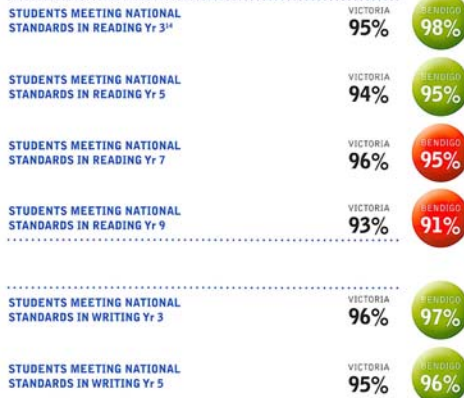 STUDENTS MEETING NATIONAL
STANDARDS IN READING Yr 3¹⁴
VICTORIA
95%
BENDIGO
98%
STUDENTS MEETING NATIONAL
STANDARDS IN READING Yr 5
VICTORIA
94%
BENDIGO
95%
STUDENTS MEETING NATIONAL
STANDARDS IN READING Yr 7
VICTORIA
96%
BENDIGO
95%
STUDENTS MEETING NATIONAL
STANDARDS IN READING Yr 9
VICTORIA
93%
BENDIGO
91%
STUDENTS MEETING NATIONAL
STANDARDS IN WRITING Yr 3
VICTORIA
96%
BENDIGO
97%
STUDENTS MEETING NATIONAL
STANDARDS IN WRITING Yr 5
VICTORIA
95%
BENDIGO
96%